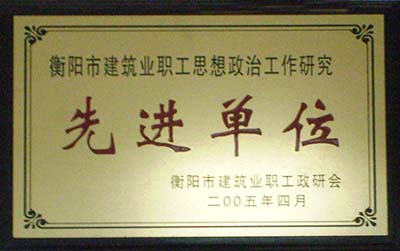 衡阳市建筑业职工思想政治工作研究
先进单位
衡阳市建筑业职工政研会
二00五年四月